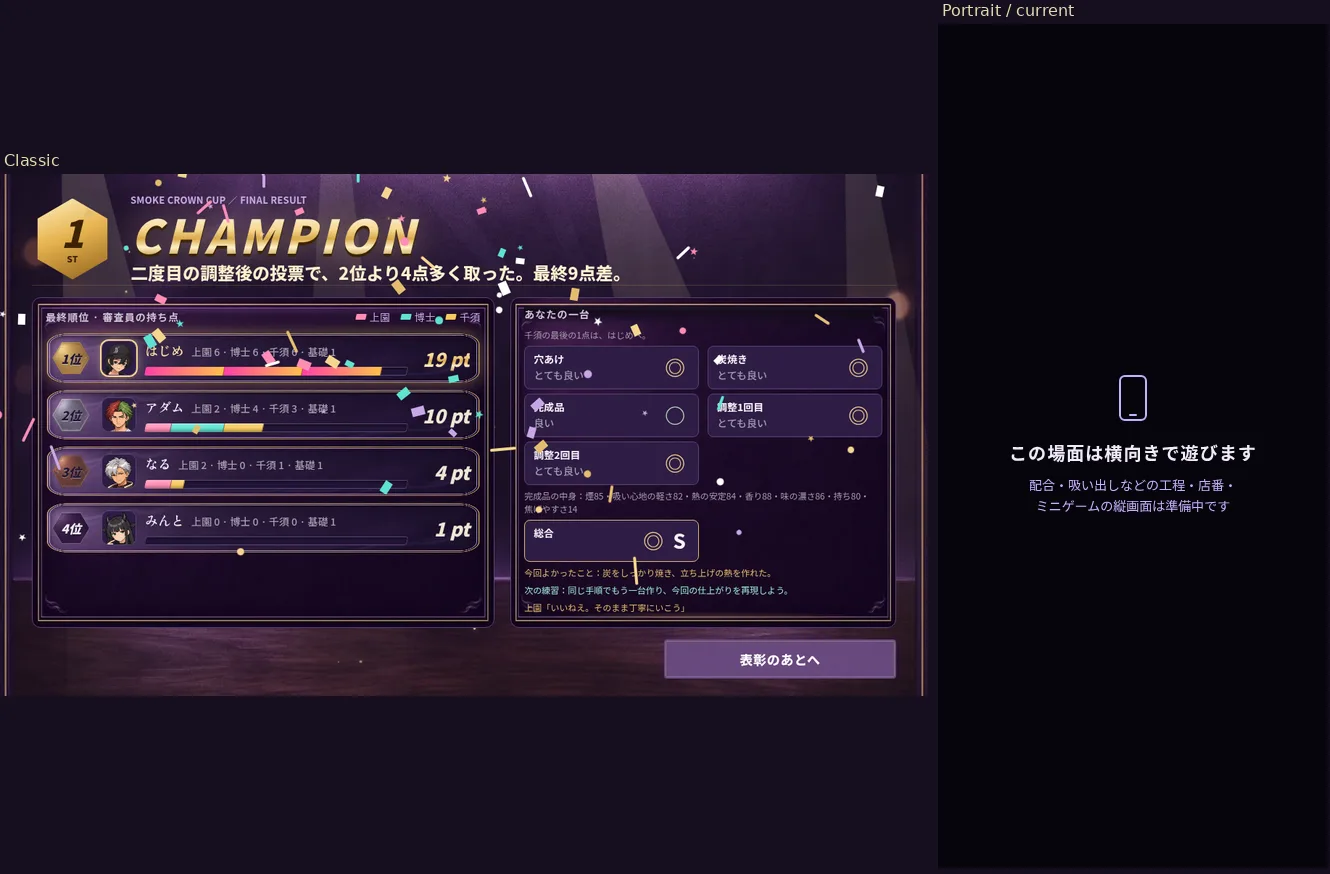 Portrait / current
Classic
SMOKE CROWN CUP ／ FINAL RESULT
1
ST
CHAMPION
二度目の調整後の投票で、2位より4点多く取った。最終9点差。
最終順位・審査員の持ち点
上園
博士
千須
1位
はじめ 上園6・博士6・千須6・基礎1
19 pt
2位
アダム 上園2・博士4・千須3・基礎1
10 pt
3位
なる 上園2・博士0・千須1・基礎1
4 pt
4位
みんと 上園0・博士0・千須0・基礎1
1 pt
あなたの一台
千須の最後の1点は、はじめへ。
穴あけ
とても良い
炭焼き
とても良い
完成品
良い
調整1回目
とても良い
調整2回目
とても良い
完成品の中身：煙85・吸い心地の軽さ82・熱の安定84・香り88・味の濃さ86・持ち80・
焦げやすさ14
総合
S
今回よかったこと：炭をしっかり焼き、立ち上げの熱を作れた。
次の練習：同じ手順でもう一台作り、今回の仕上がりを再現しよう。
上園「いいねえ。そのまま丁寧にいこう」
表彰のあとへ
この場面は横向きで遊びます
配合・吸い出しなどの工程・店番・
ミニゲームの縦画面は準備中です